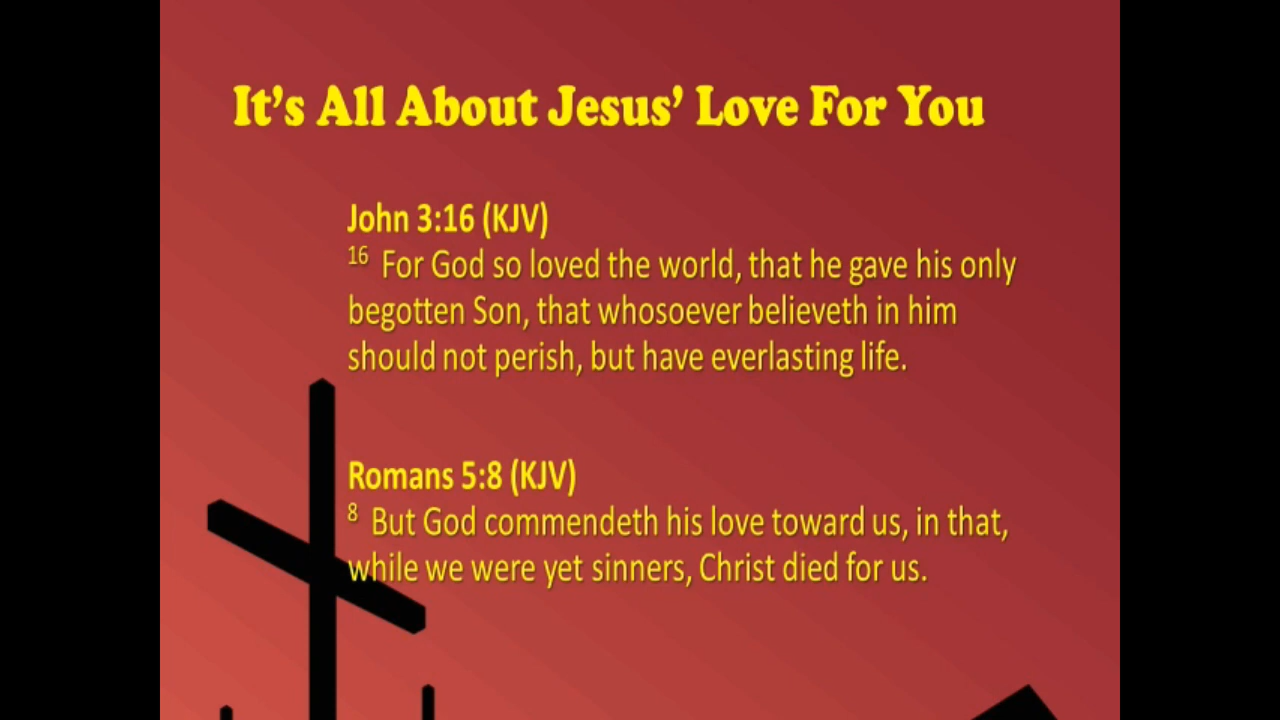 It's All About Jesus' Love For You
John 3:16 (KJV)
16 For God so loved the world, that he gave his only
begotten Son, that whosoever believeth in him
should not perish, but have everlasting life.
Romans 5:8 (KJV)
8 But God commendeth his love toward us, in that,
while we were yet sinners, Christ died for us.